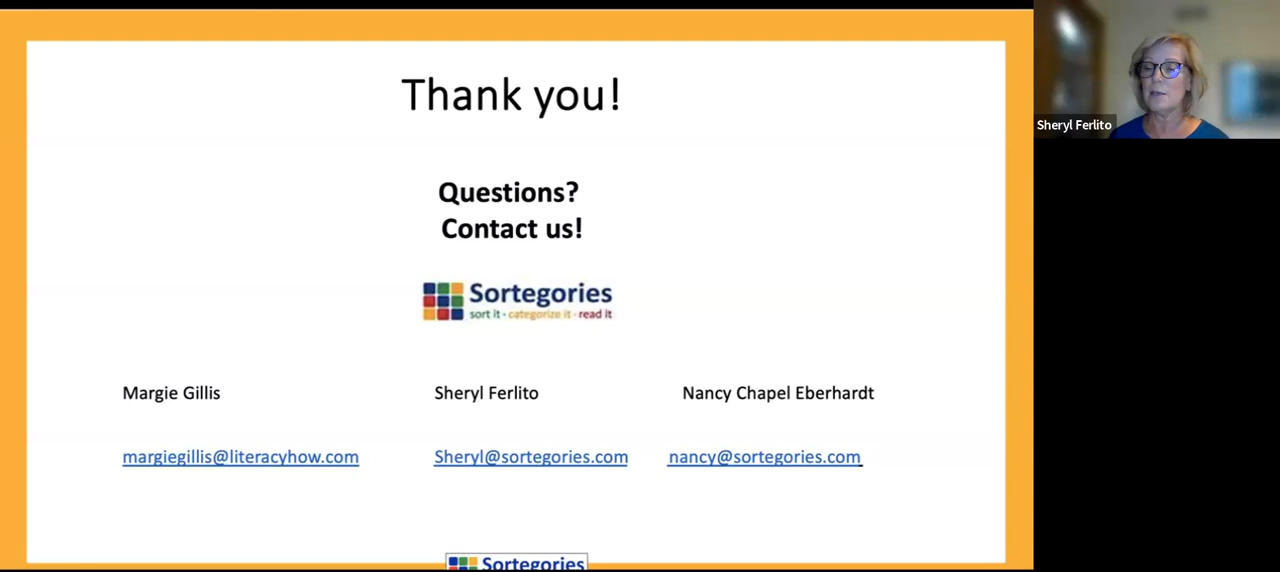 Thank you!
Questions?
Contact us!
Sortegories
sort it · categorize it · read it
Margie Gillis Sheryl Ferlito Nancy Chapel Eberhardt
margiegillis@literacyhow.com Sheryl@sortegories.com nancy@sortegories.com
Sortegories
Sheryl Ferlito